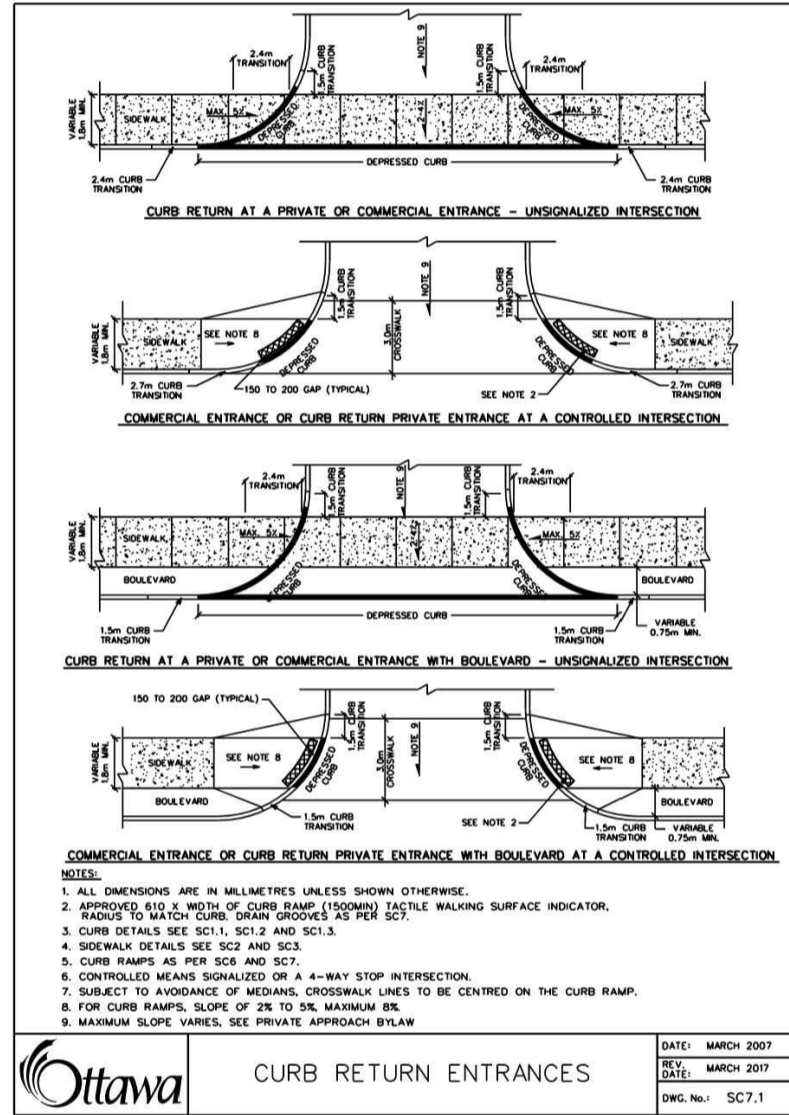 2.4m
TRANSITION
1.5m CURB
TRANSITION
NOTE 9
1.5m CURB
TRANSITION
2.4m
TRANSITION
VARIABLE
1.8m MIN.
SIDEWALK
MAX. 5%
DEPRESSED
CURB
2-4%
DEPRESSED
CURB
MAX. 5%
DEPRESSED CURB
2.4m CURB
TRANSITION
2.4m CURB
TRANSITION
CURB RETURN AT A PRIVATE OR COMMERCIAL ENTRANCE - UNSIGNALIZED INTERSECTION
1.5m CURB
TRANSITION
NOTE 9
1.5m CURB
TRANSITION
VARIABLE
1.8m MIN.
SIDEWALK
SEE NOTE 8
DEPRESSED
CURB
3.0m
CROSSWALK
DEPRESSED
CURB
SEE NOTE 8
SIDEWALK
2.7m CURB
TRANSITION
150 TO 200 GAP (TYPICAL)
SEE NOTE 2
2.7m CURB
TRANSITION
COMMERCIAL ENTRANCE OR CURB RETURN PRIVATE ENTRANCE AT A CONTROLLED INTERSECTION
2.4m
TRANSITION
1.5m CURB
TRANSITION
NOTE 9
1.5m CURB
TRANSITION
2.4m
TRANSITION
VARIABLE
1.8m MIN.
SIDEWALK
MAX. 5%
2-4%
MAX. 5%
BOULEVARD
DEPRESSED
CURB
DEPRESSED
CURB
BOULEVARD
DEPRESSED CURB
1.5m CURB
TRANSITION
1.5m CURB
TRANSITION
VARIABLE
0.75m MIN.
CURB RETURN AT A PRIVATE OR COMMERCIAL ENTRANCE WITH BOULEVARD - UNSIGNALIZED INTERSECTION
150 TO 200 GAP (TYPICAL)
1.5m CURB
TRANSITION
NOTE 9
1.5m CURB
TRANSITION
VARIABLE
1.8m MIN.
SIDEWALK
SEE NOTE 8
DEPRESSED
CURB
3.0m
CROSSWALK
DEPRESSED
CURB
SEE NOTE 8
BOULEVARD
BOULEVARD
1.5m CURB
TRANSITION
SEE NOTE 2
1.5m CURB
TRANSITION
VARIABLE
0.75m MIN.
COMMERCIAL ENTRANCE OR CURB RETURN PRIVATE ENTRANCE WITH BOULEVARD AT A CONTROLLED INTERSECTION
NOTES:
1. ALL DIMENSIONS ARE IN MILLIMETRES UNLESS SHOWN OTHERWISE.
2. APPROVED 610 X WIDTH OF CURB RAMP (1500MIN) TACTILE WALKING SURFACE INDICATOR,
RADIUS TO MATCH CURB. DRAIN GROOVES AS PER SC7.
3. CURB DETAILS SEE SC1.1, SC1.2 AND SC1.3.
4. SIDEWALK DETAILS SEE SC2 AND SC3.
5. CURB RAMPS AS PER SC6 AND SC7.
6. CONTROLLED MEANS SIGNALIZED OR A 4-WAY STOP INTERSECTION.
7. SUBJECT TO AVOIDANCE OF MEDIANS, CROSSWALK LINES TO BE CENTRED ON THE CURB RAMP.
8. FOR CURB RAMPS, SLOPE OF 2% TO 5%, MAXIMUM 8%.
9. MAXIMUM SLOPE VARIES, SEE PRIVATE APPROACH BYLAW
Ottawa
CURB RETURN ENTRANCES
DATE: MARCH 2007
REV. DATE: MARCH 2017
DWG. No.: SC7.1